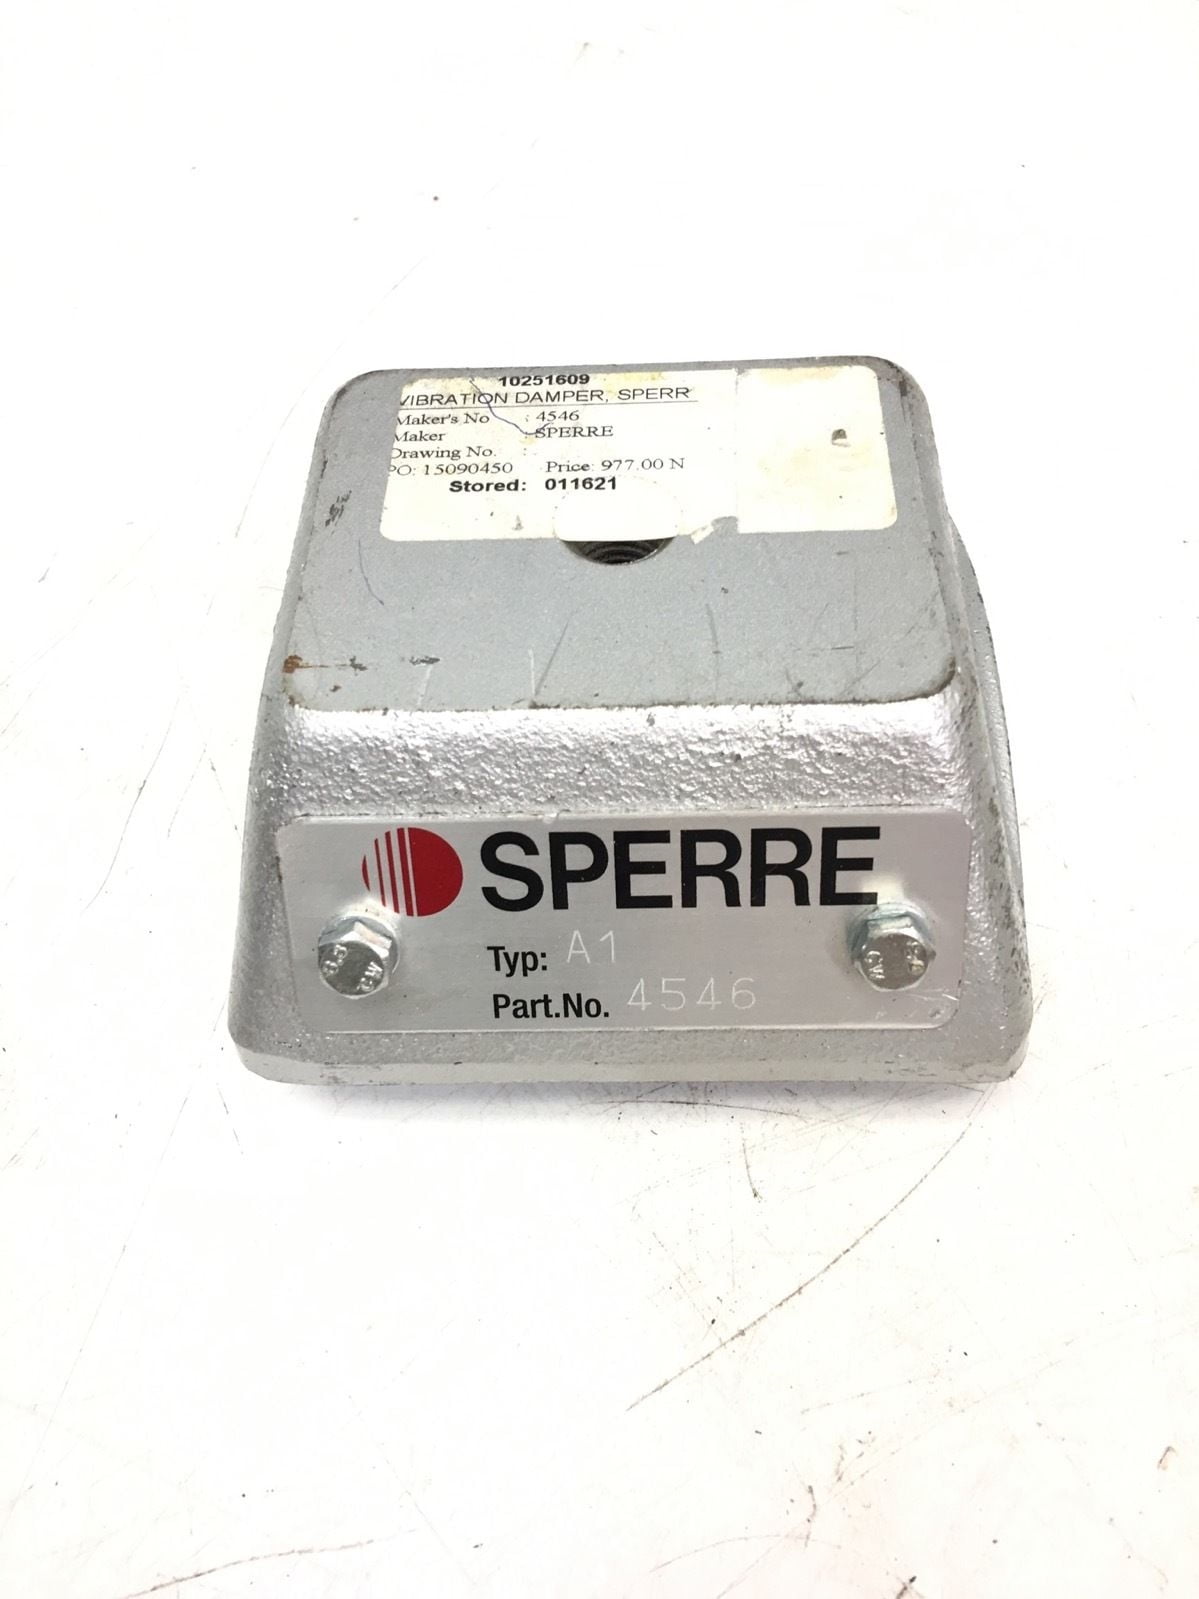 10251609
VIBRATION DAMPER, SPERR
Maker's No : 4546
Maker : SPERRE
Drawing No. :
PO: 15090450 Price: 977.00 N
Stored: 011621
SPERRE
Typ: A1
Part.No. 4546